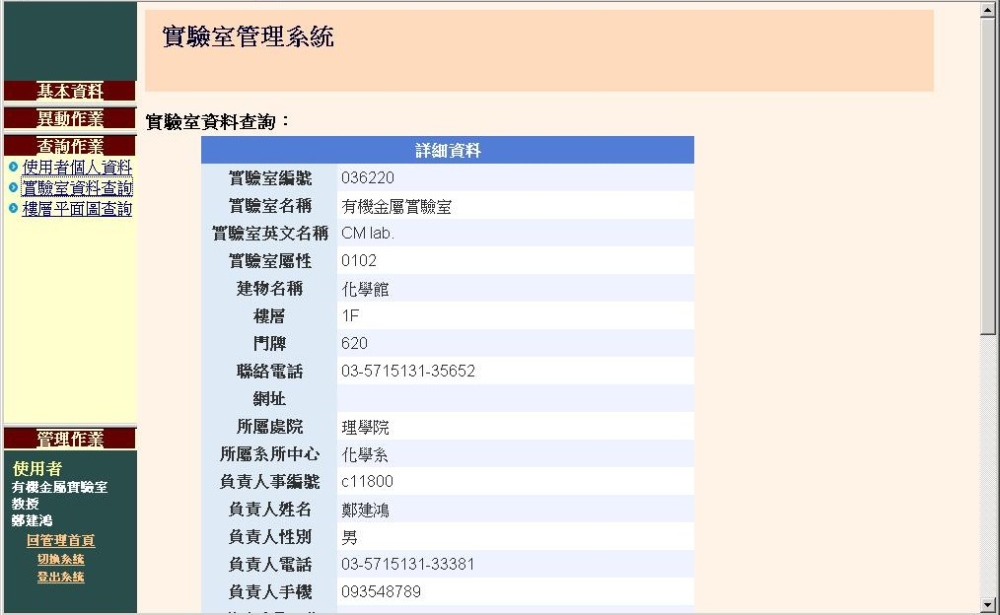 實驗室管理系統
基本資料
異動作業
查詢作業
使用者個人資料
實驗室資料查詢
樓層平面圖查詢
管理作業
使用者
有機金屬實驗室
教授
鄭建鴻
回管理首頁
切換系統
登出系統
實驗室資料查詢：
詳細資料
實驗室編號 036220
實驗室名稱 有機金屬實驗室
實驗室英文名稱 CM lab.
實驗室屬性 0102
建物名稱 化學館
樓層 1F
門牌 620
聯絡電話 03-5715131-35652
網址
所屬處院 理學院
所屬系所中心 化學系
負責人事編號 c11800
負責人姓名 鄭建鴻
負責人性別 男
負責人電話 03-5715131-33381
負責人手機 093548789